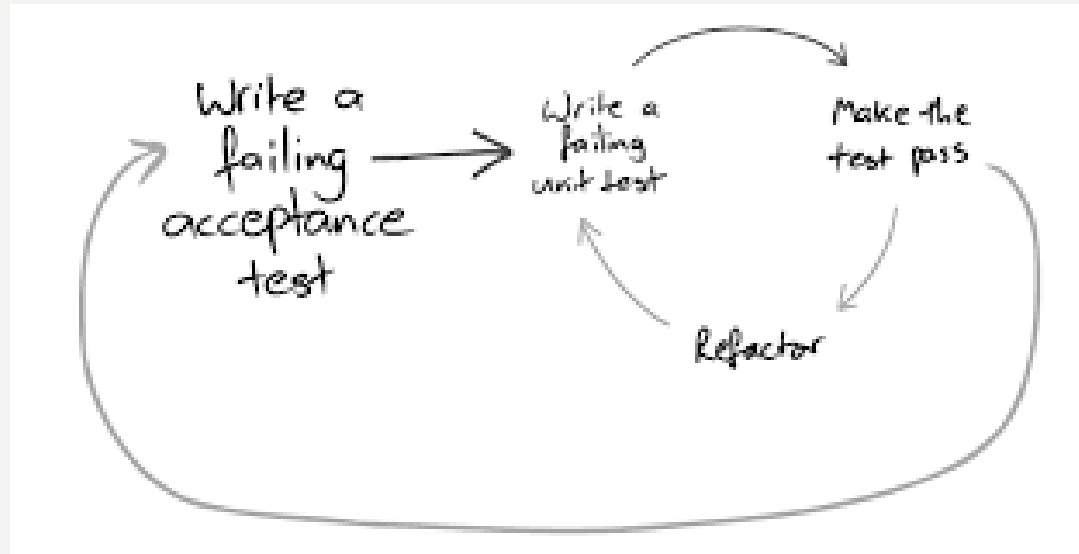 Write a
failing
acceptance
test
Write a
failing
unit test
Make the
test pass
Refactor